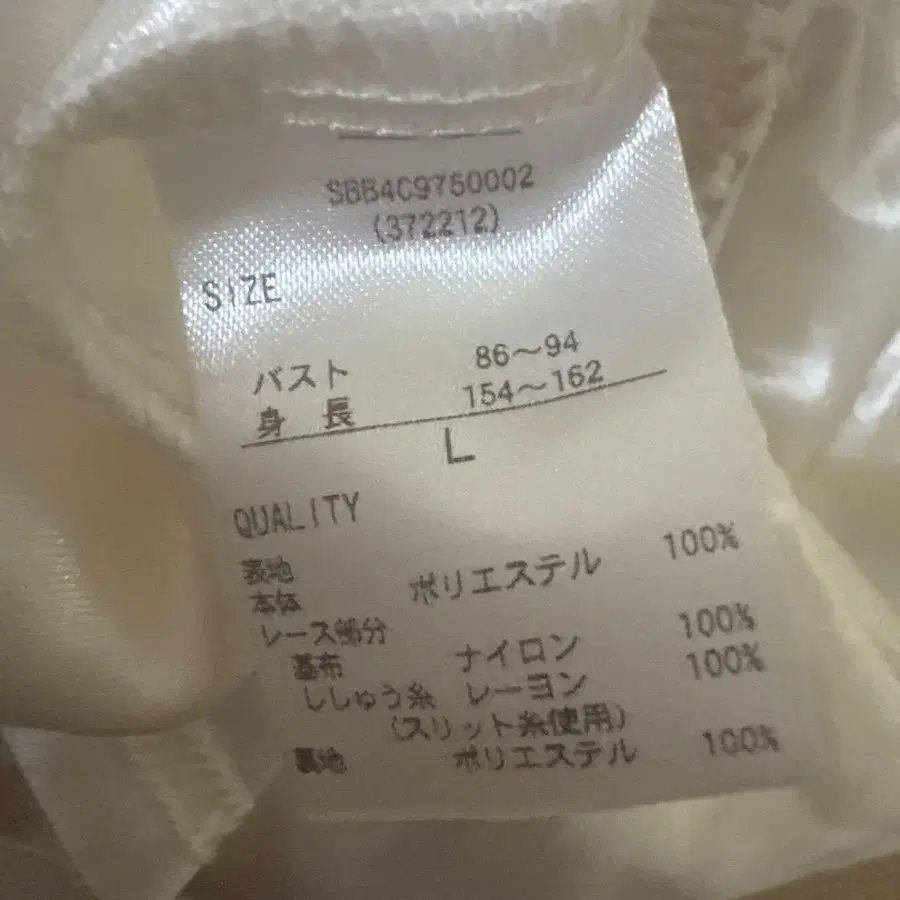 SBB4C9750002
(372212)
SIZE
バスト 86〜94
身長 154〜162
L
QUALITY
表地
本体 ポリエステル 100%
レース部分
基布 ナイロン 100%
ししゅう糸 レーヨン 100%
(スリット糸使用)
裏地 ポリエステル 100%